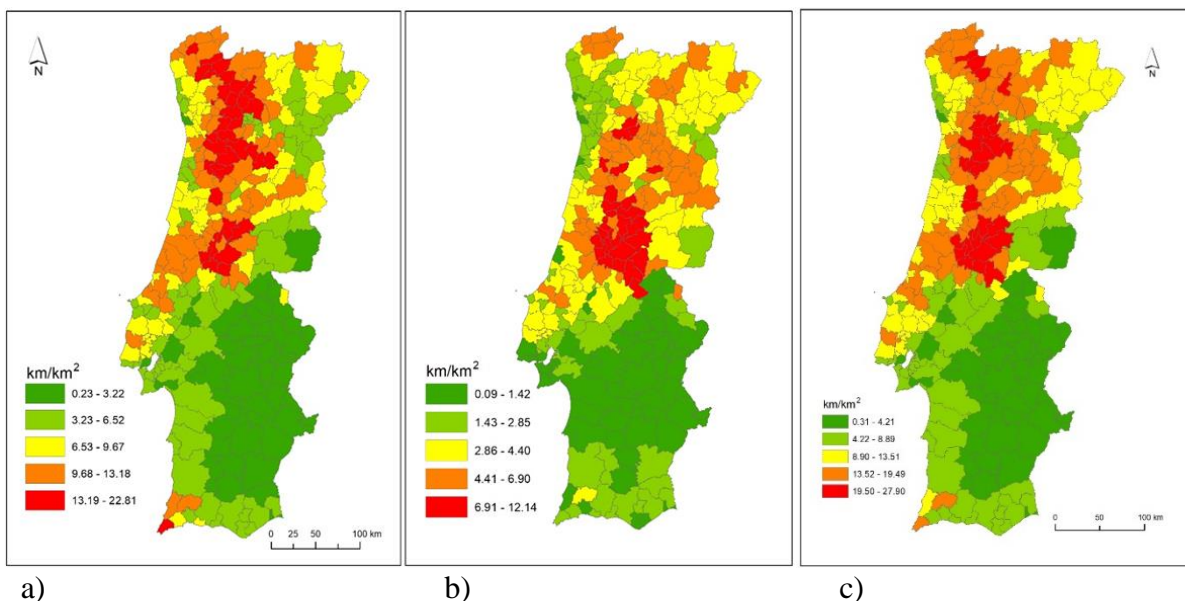 N
km/km²
0.23 - 3.22
3.23 - 6.52
6.53 - 9.67
9.68 - 13.18
13.19 - 22.81
0 25 50 100 km
km/km²
0.09 - 1.42
1.43 - 2.85
2.86 - 4.40
4.41 - 6.90
6.91 - 12.14
N
km/km²
0.31 - 4.21
4.22 - 8.89
8.90 - 13.51
13.52 - 19.49
19.50 - 27.90
0 50 100 km
a) b) c)